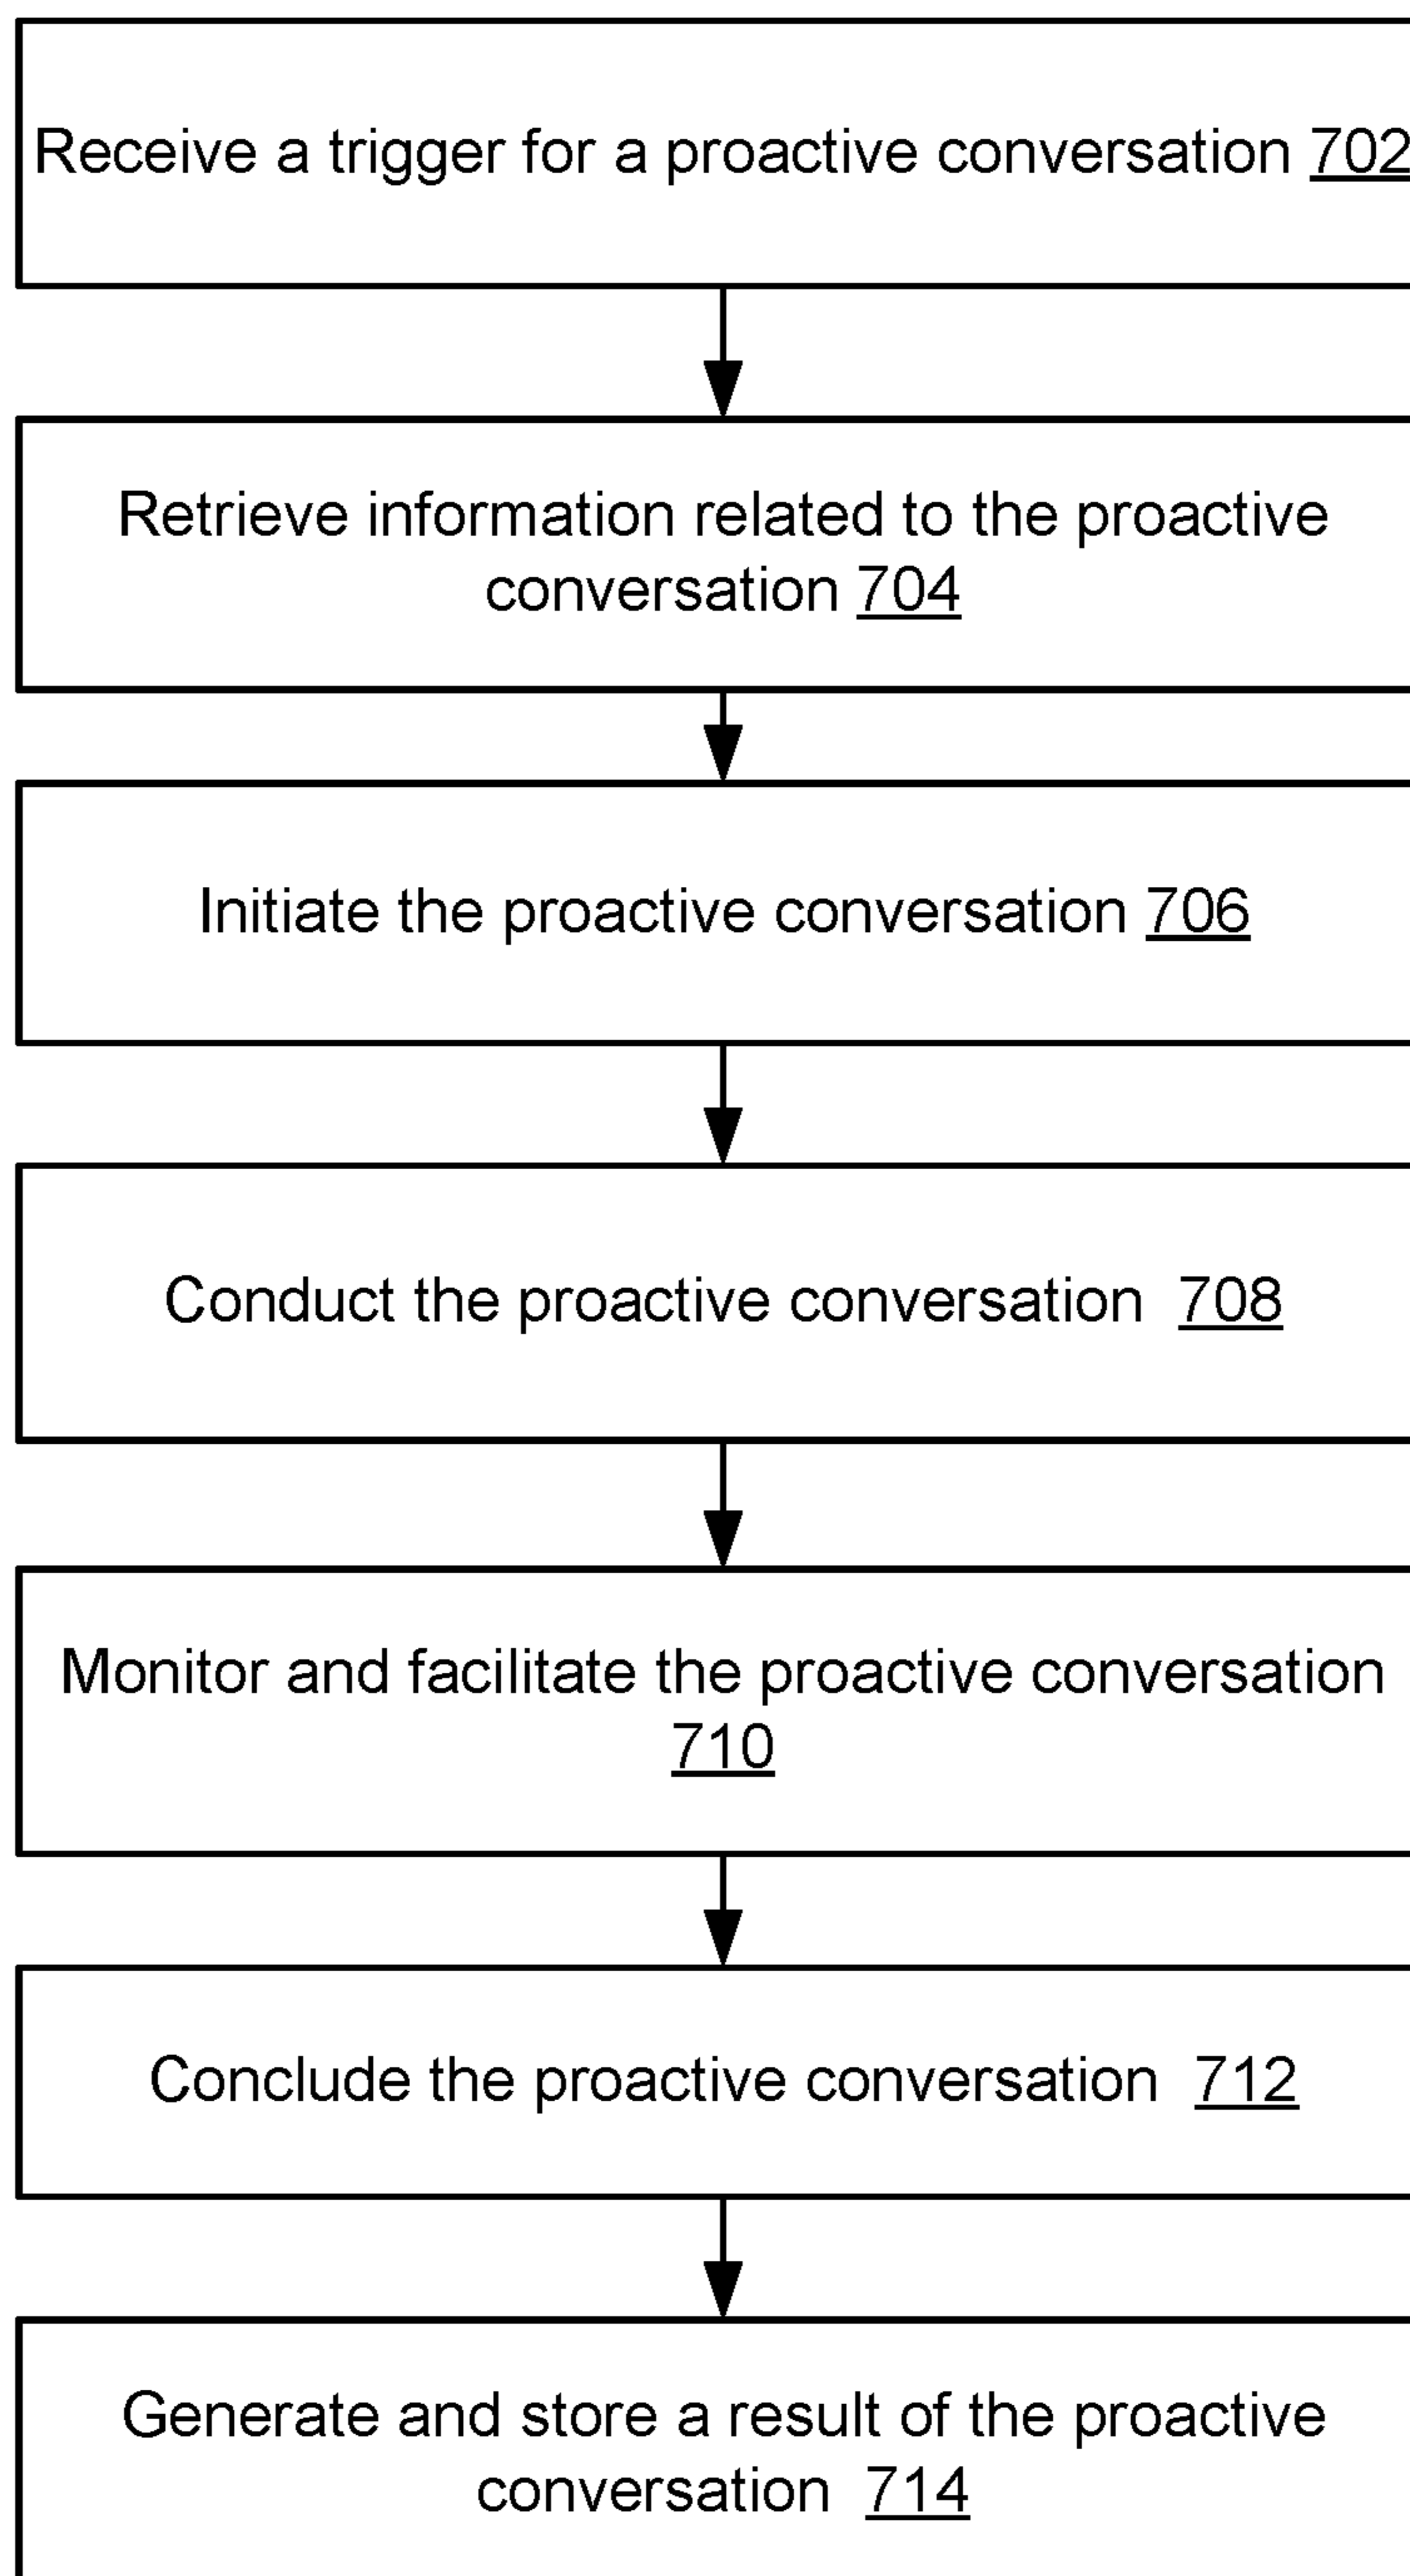 Receive a trigger for a proactive conversation 702
Retrieve information related to the proactive
conversation 704
Initiate the proactive conversation 706
Conduct the proactive conversation 708
Monitor and facilitate the proactive conversation
710
Conclude the proactive conversation 712
Generate and store a result of the proactive
conversation 714